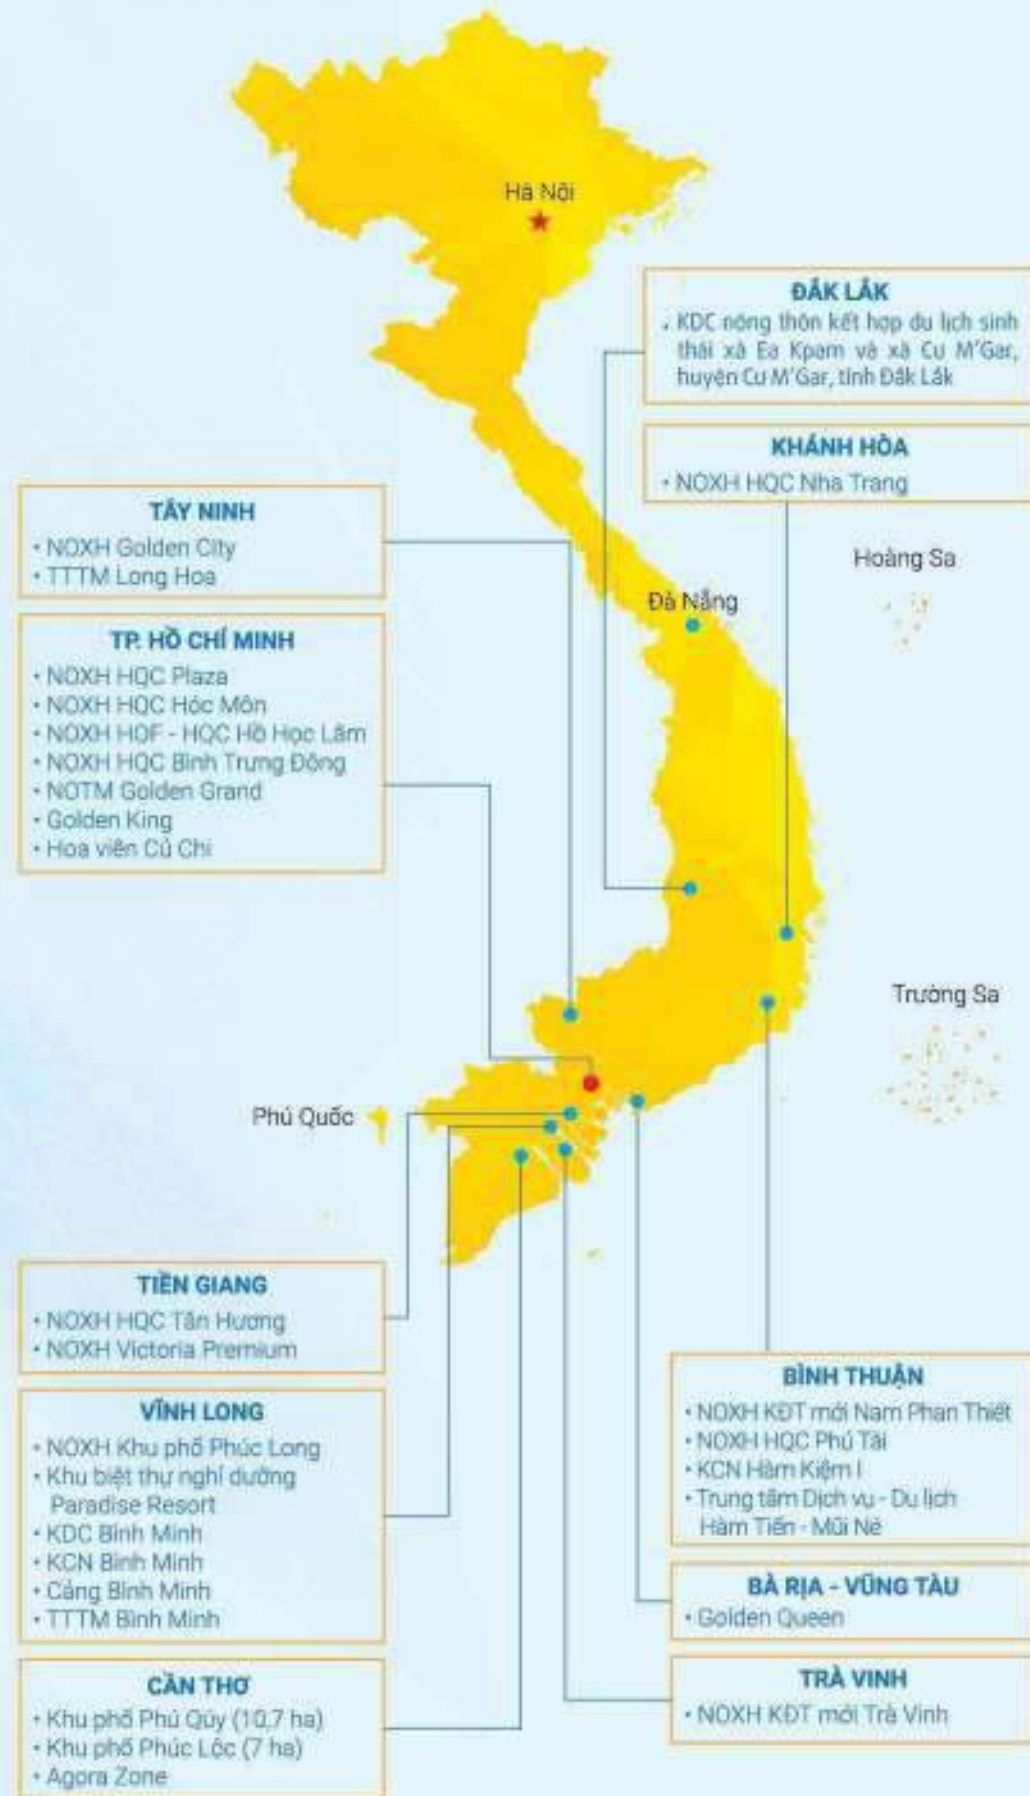 Hà Nội
ĐẮK LẮK
• KDC nông thôn kết hợp du lịch sinh
thái xã Ea Kpam và xã Cư M'Gar,
huyện Cư M'Gar, tỉnh Đắk Lắk
KHÁNH HÒA
• NOXH HQC Nha Trang
TÂY NINH
• NOXH Golden City
• TTTM Long Hoa
Hoàng Sa
Đà Nẵng
TP. HỒ CHÍ MINH
• NOXH HQC Plaza
• NOXH HQC Hóc Môn
• NOXH HOF - HQC Hồ Học Lãm
• NOXH HQC Bình Trưng Đông
• NOTM Golden Grand
• Golden King
• Hoa viên Củ Chi
Trường Sa
Phú Quốc
TIỀN GIANG
• NOXH HQC Tân Hương
• NOXH Victoria Premium
VĨNH LONG
• NOXH Khu phố Phúc Long
• Khu biệt thự nghỉ dưỡng
Paradise Resort
• KDC Bình Minh
• KCN Bình Minh
• Cảng Bình Minh
• TTTM Bình Minh
CẦN THƠ
• Khu phố Phú Qúy (10,7 ha)
• Khu phố Phúc Lộc (7 ha)
• Agora Zone
BÌNH THUẬN
• NOXH KĐT mới Nam Phan Thiết
• NOXH HQC Phú Tài
• KCN Hàm Kiệm I
• Trung tâm Dịch vụ - Du lịch
Hàm Tiến - Mũi Né
BÀ RỊA - VŨNG TÀU
• Golden Queen
TRÀ VINH
• NOXH KĐT mới Trà Vinh